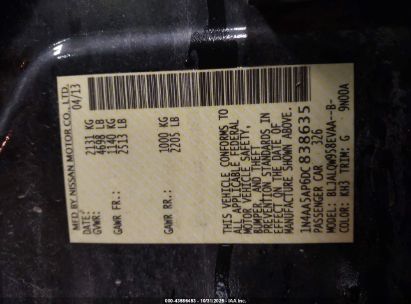 MFD BY NISSAN MOTOR CO., LTD.
DATE: 04/13
GVWR: 2131 KG
4698 LB
GAWR FR.: 1140 KG
2513 LB
GAWR RR.: 1000 KG
2205 LB
THIS VEHICLE CONFORMS TO
ALL APPLICABLE FEDERAL
MOTOR VEHICLE SAFETY,
BUMPER, AND THEFT
PREVENTION STANDARDS IN
EFFECT ON THE DATE OF
MANUFACTURE SHOWN ABOVE.
1N4AA5AP0DC838635
PASSENGER CAR 326
MODEL:
COLOR: KH3 TRIM: G